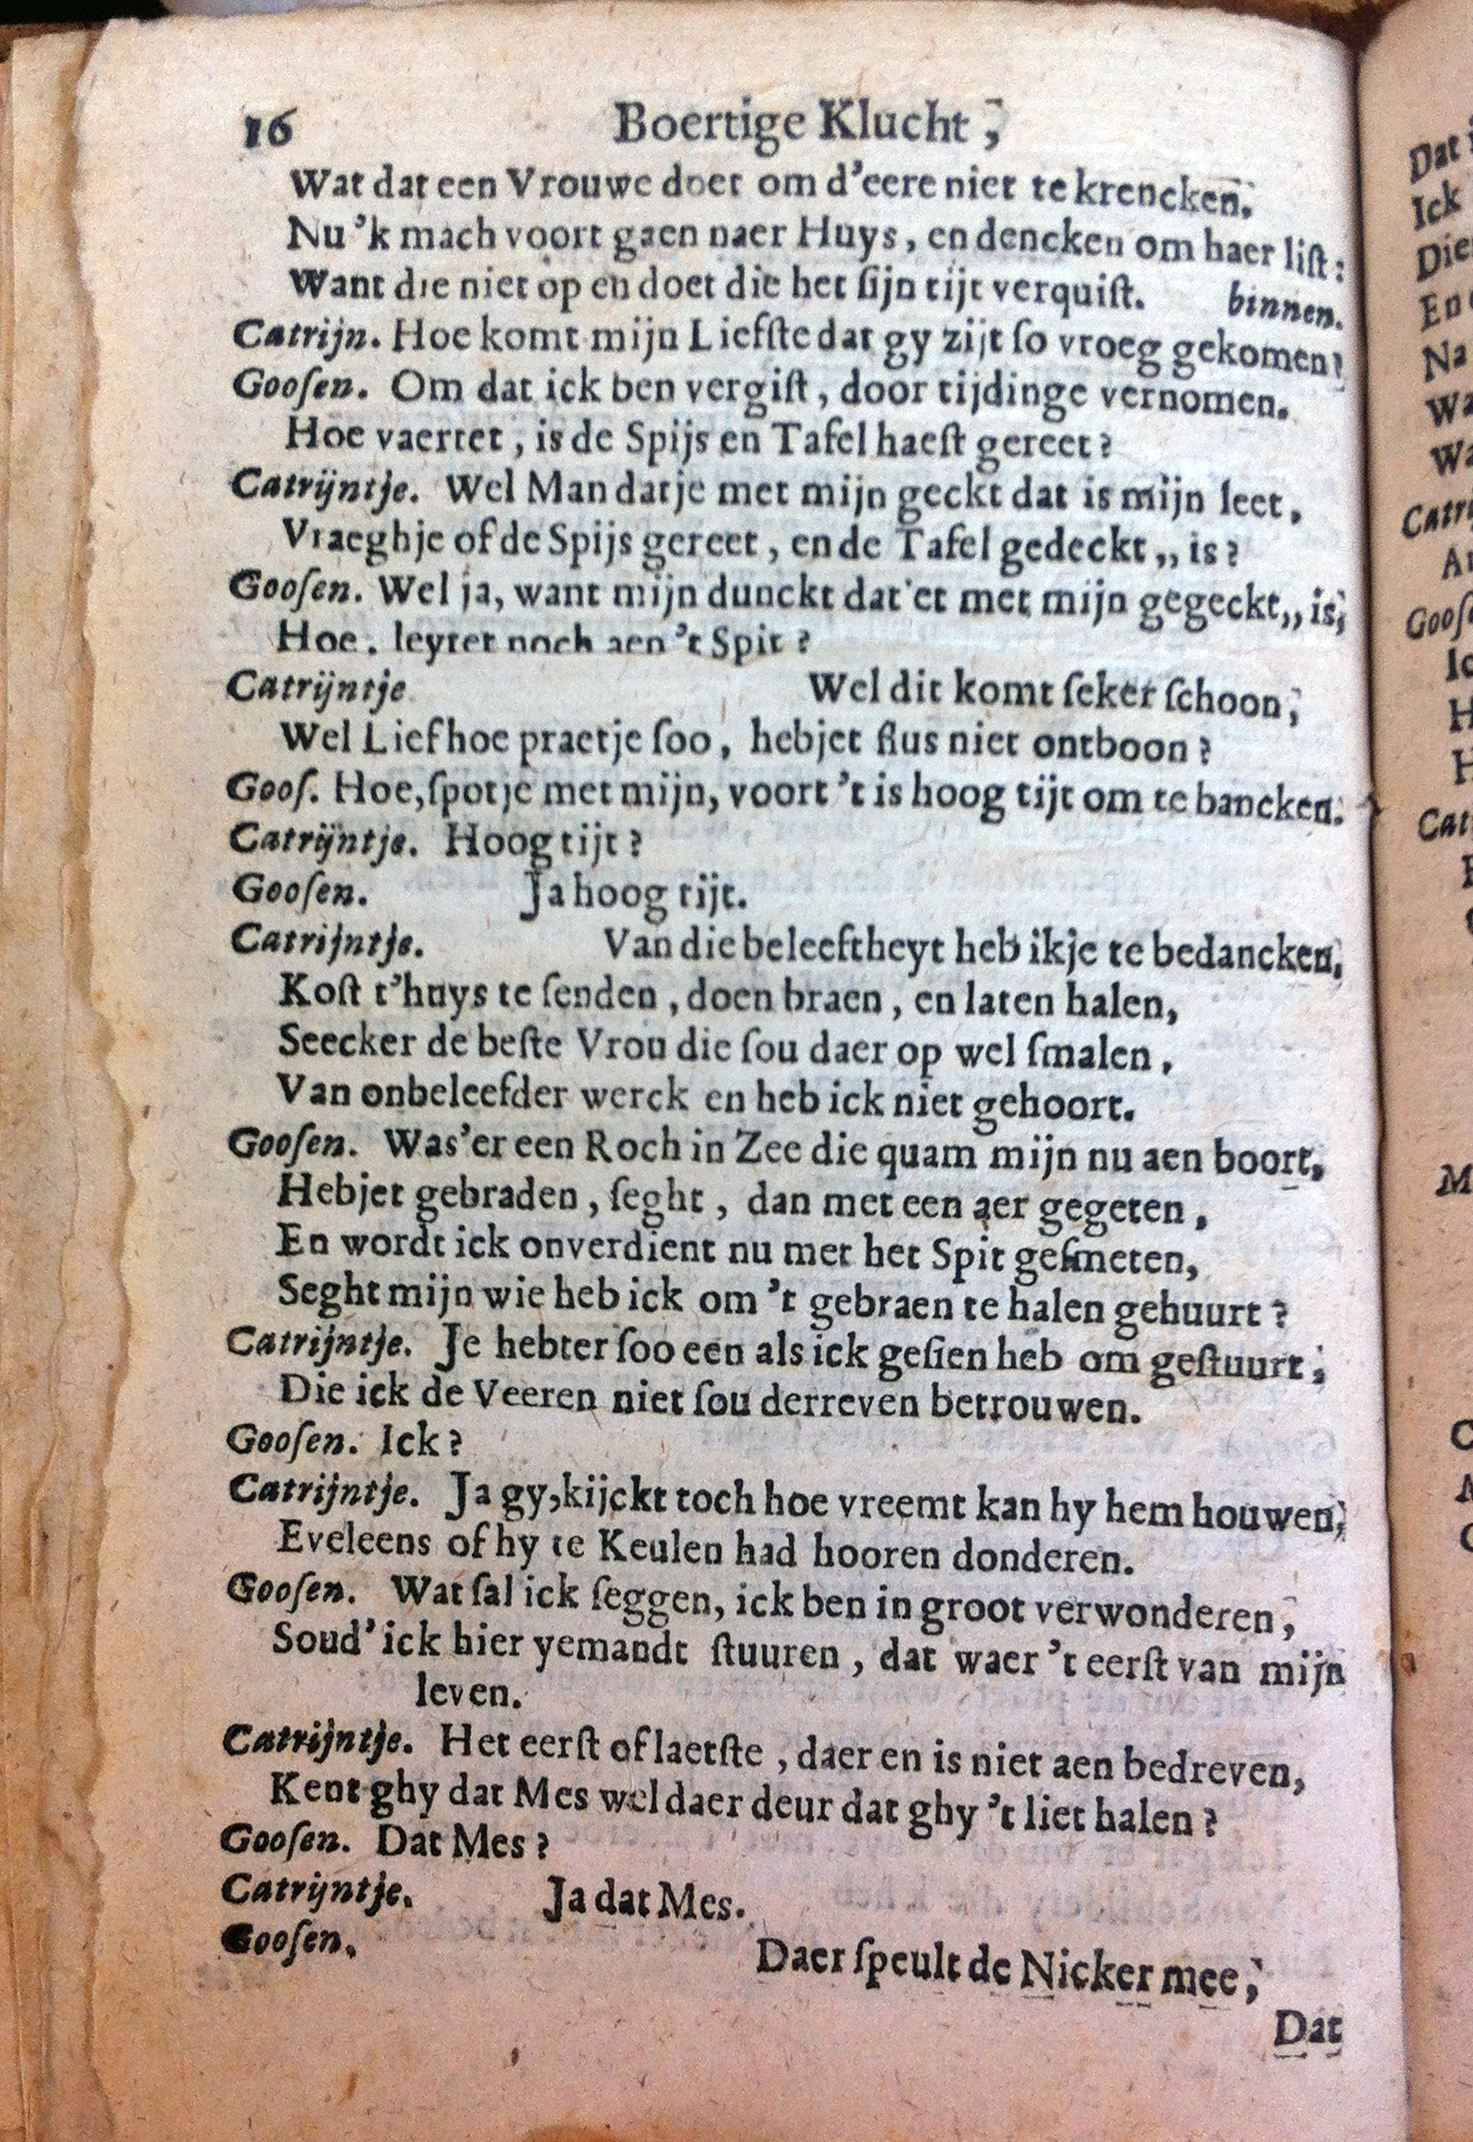 16 Boertige Klucht,
Wat dat een Vrouwe doet om d'eere niet te krencken.
Nu 'k mach voort gaen naer Huys, en dencken om haer liſt:
Want die niet op en doet die het ſijn tijt verquiſt. binnen.
Catrijn. Hoe komt mijn Liefſte dat gy zijt ſo vroeg gekomen?
Gooſen. Om dat ick ben vergiſt, door tijdinge vernomen.
Hoe vaertet, is de Spijs en Tafel haeſt gereet?
Catrijntje. Wel Man datje met mijn geckt dat is mijn leet,
Vraeghje of de Spijs gereet, en de Tafel gedeckt,, is?
Gooſen. Wel ja, want mijn dunckt dat'et met mijn gegeckt,, is,
Hoe, leytet noch aen 't Spit?
Catrijntje Wel dit komt ſeker ſchoon,
Wel Lief hoe praetje ſoo, hebjet flus niet ontboon?
Gooſ. Hoe, ſpotje met mijn, voort 't is hoog tijt om te bancken.
Catrijntje. Hoog tijt?
Gooſen. Ja hoog tijt.
Catrijntje. Van die beleeftheyt heb ikje te bedancken,
Koſt t'huys te ſenden, doen braen, en laten halen,
Seecker de beſte Vrou die ſou daer op wel ſmalen,
Van onbeleefder werck en heb ick niet gehoort.
Gooſen. Was'er een Roch in Zee die quam mijn nu aen boort,
Hebjet gebraden, ſeght, dan met een aer gegeten,
En wordt ick onverdient nu met het Spit geſmeten,
Seght mijn wie heb ick om 't gebraen te halen gehuurt?
Catrijntje. Je hebter ſoo een als ick geſien heb om geſtuurt,
Die ick de Veeren niet ſou derreven betrouwen.
Gooſen. Ick?
Catrijntje. Ja gy, kijckt toch hoe vreemt kan hy hem houwen,
Eveleens of hy te Keulen had hooren donderen.
Gooſen. Wat ſal ick ſeggen, ick ben in groot verwonderen,
Soud' ick hier yemandt ſtuuren, dat waer 't eerſt van mijn
leven.
Catrijntje. Het eerſt of laetſte, daer en is niet aen bedreven,
Kent ghy dat Mes wel daer deur dat ghy 't liet halen?
Gooſen. Dat Mes?
Catrijntje. Ja dat Mes.
Gooſen. Daer ſpeult de Nicker mee,
Dat